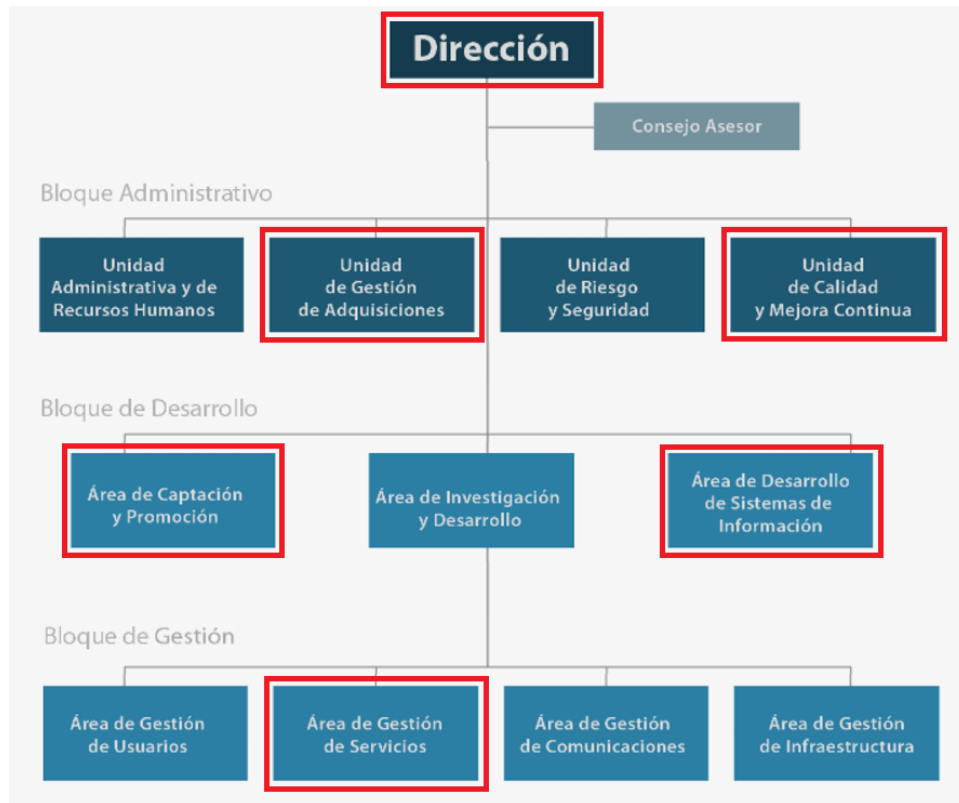 Dirección
Consejo Asesor
Bloque Administrativo
Unidad
Administrativa y de
Recursos Humanos
Unidad
de Gestión
de Adquisiciones
Unidad
de Riesgo
y Seguridad
Unidad
de Calidad
y Mejora Continua
Bloque de Desarrollo
Área de Captación
y Promoción
Área de Investigación
y Desarrollo
Área de Desarrollo
de Sistemas de
Información
Bloque de Gestión
Área de Gestión
de Usuarios
Área de Gestión
de Servicios
Área de Gestión
de Comunicaciones
Área de Gestión
de Infraestructura